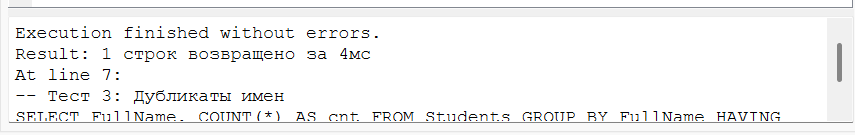 Execution finished without errors.
Result: 1 строк возвращено за 4мс
At line 7:
-- Тест 3: Дубликаты имен
SELECT FullName, COUNT(*) AS cnt FROM Students GROUP BY FullName HAVING